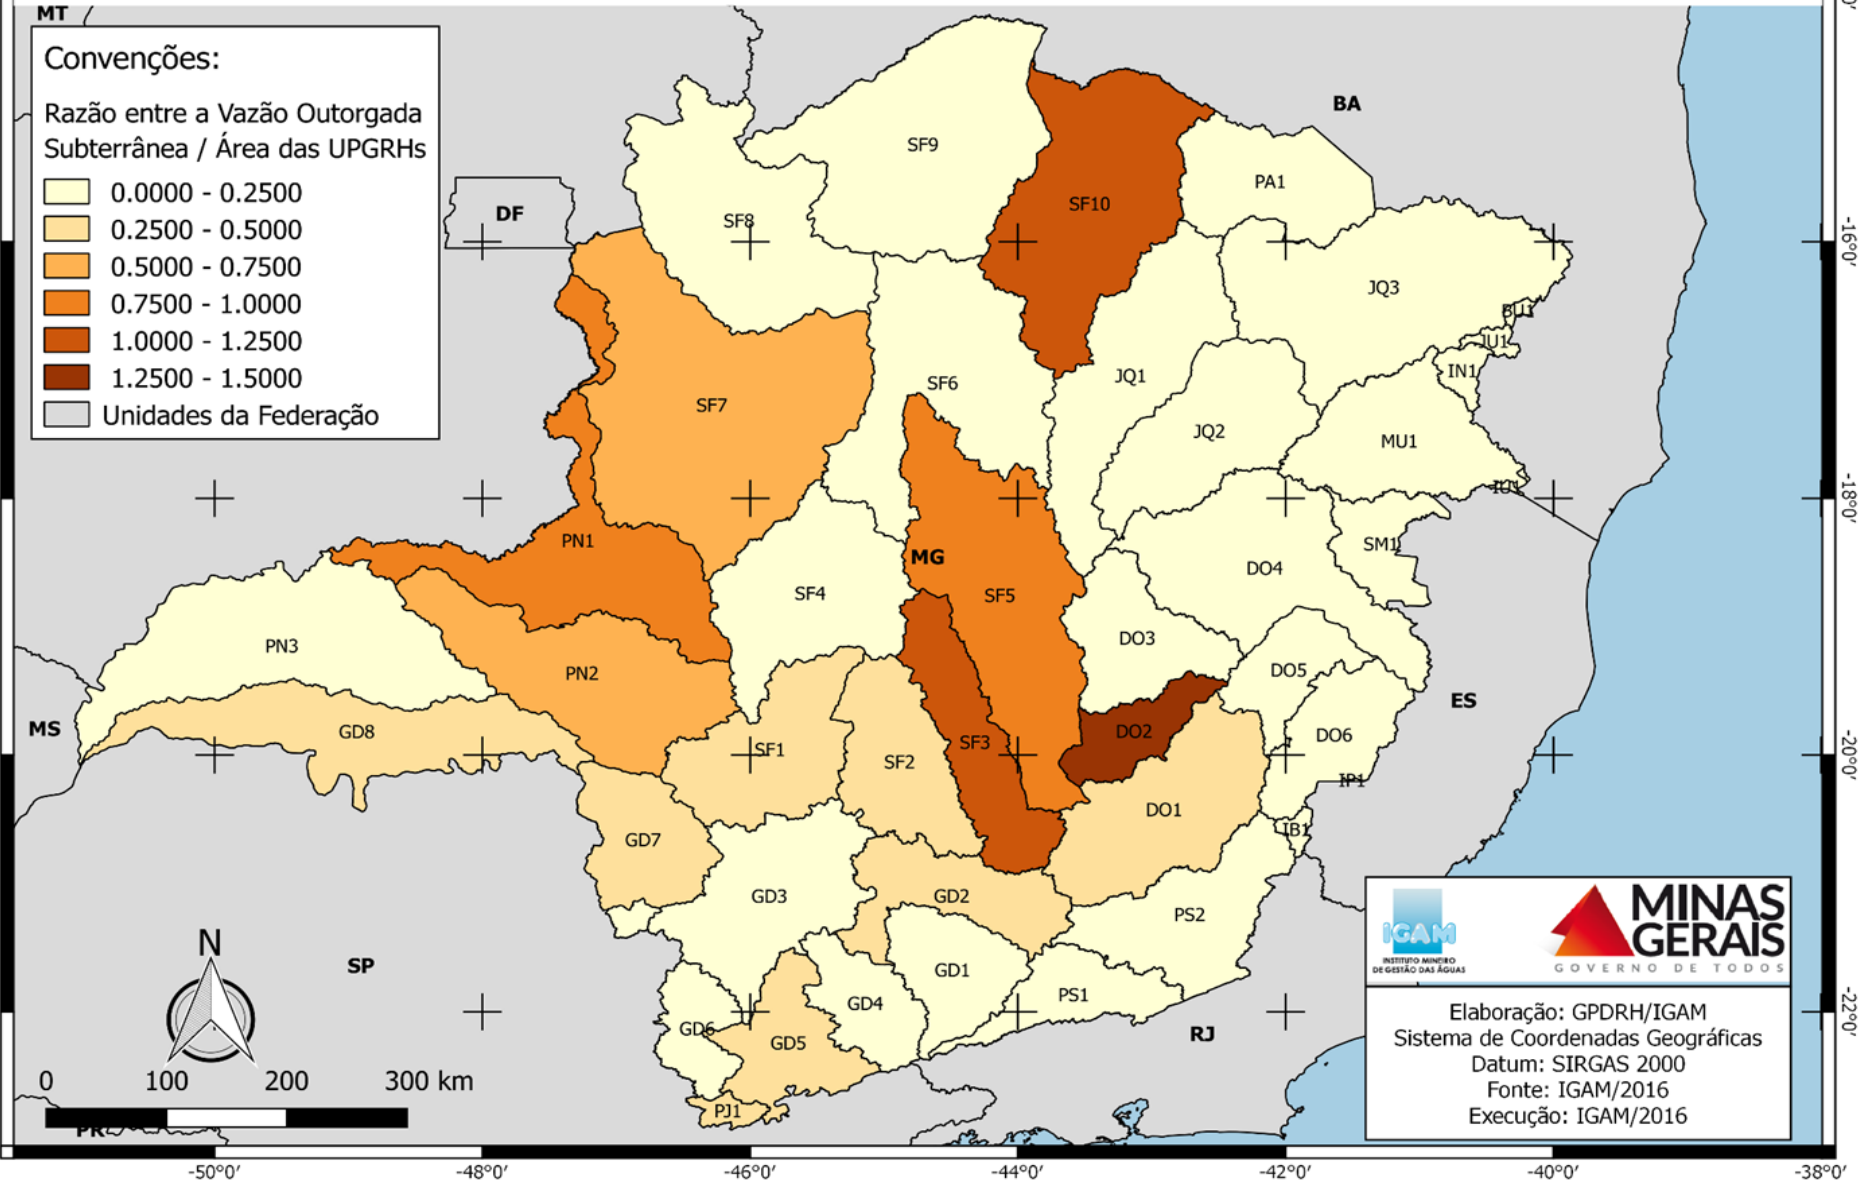 MT
Convenções:
Razão entre a Vazão Outorgada
Subterrânea / Área das UPGRHs
0.0000 - 0.2500
0.2500 - 0.5000
0.5000 - 0.7500
0.7500 - 1.0000
1.0000 - 1.2500
1.2500 - 1.5000
Unidades da Federação
BA
SF9
PA1
SF10
DF
SF8
-16°0′
JQ3
BU1
JU1
IN1
JQ1
SF6
SF7
JQ2
MU1
-18°0′
PN1
SM1
MG
DO4
SF4
SF5
DO3
PN3
DO5
PN2
ES
MS
GD8
DO2
DO6
SF3
SF1
SF2
-20°0′
IP1
DO1
IB1
GD7
GD3
GD2
PS2
N
SP
GD1
PS1
GD4
-22°0′
GD6
GD5
RJ
PJ1
PR
0 100 200 300 km
IGAM
INSTITUTO MINEIRO
DE GESTÃO DAS ÁGUAS
MINAS
GERAIS
GOVERNO DE TODOS
Elaboração: GPDRH/IGAM
Sistema de Coordenadas Geográficas
Datum: SIRGAS 2000
Fonte: IGAM/2016
Execução: IGAM/2016
-50°0′ -48°0′ -46°0′ -44°0′ -42°0′ -40°0′ -38°0′